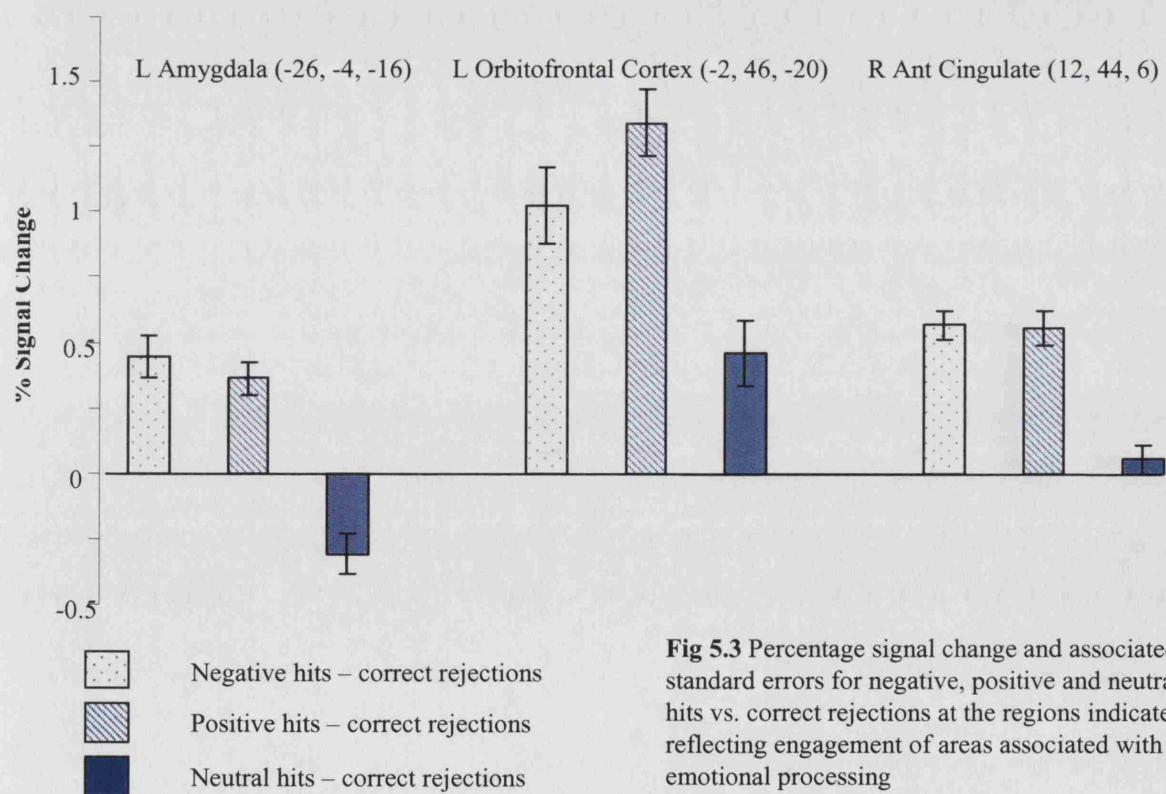 1.5
L Amygdala (-26, -4, -16)
L Orbitofrontal Cortex (-2, 46, -20)
R Ant Cingulate (12, 44, 6)
1
0.5
0
-0.5
% Signal Change
Negative hits – correct rejections
Positive hits – correct rejections
Neutral hits – correct rejections
Fig 5.3 Percentage signal change and associate
standard errors for negative, positive and neutra
hits vs. correct rejections at the regions indicate
reflecting engagement of areas associated with
emotional processing